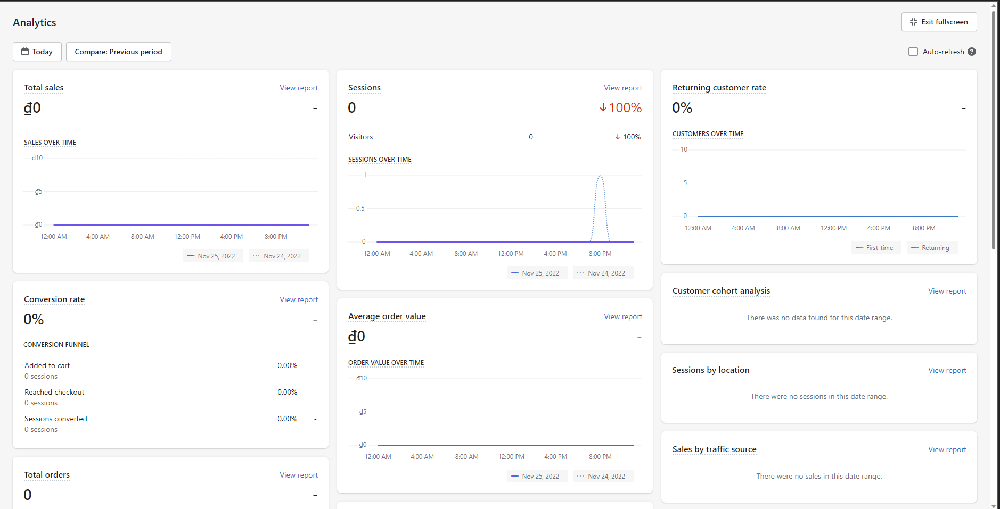 Analytics
Exit fullscreen
Today
Compare: Previous period
Auto-refresh
?
Total sales
View report
₫0
-
SALES OVER TIME
₫10
₫5
₫0
12:00 AM 4:00 AM 8:00 AM 12:00 PM 4:00 PM 8:00 PM
Nov 25, 2022 Nov 24, 2022
Conversion rate
View report
0%
-
CONVERSION FUNNEL
Added to cart 0.00% -
0 sessions
Reached checkout 0.00% -
0 sessions
Sessions converted 0.00% -
0 sessions
Total orders
View report
0
-
Sessions
View report
0
↓100%
Visitors 0 ↓ 100%
SESSIONS OVER TIME
1
0.5
0
12:00 AM 4:00 AM 8:00 AM 12:00 PM 4:00 PM 8:00 PM
Nov 25, 2022 Nov 24, 2022
Average order value
View report
₫0
-
ORDER VALUE OVER TIME
₫10
₫5
₫0
12:00 AM 4:00 AM 8:00 AM 12:00 PM 4:00 PM 8:00 PM
Nov 25, 2022 Nov 24, 2022
Returning customer rate
0%
-
CUSTOMERS OVER TIME
10
5
0
12:00 AM 4:00 AM 8:00 AM 12:00 PM 4:00 PM 8:00 PM
First-time Returning
Customer cohort analysis
View report
There was no data found for this date range.
Sessions by location
View report
There were no sessions in this date range.
Sales by traffic source
View report
There were no sales in this date range.